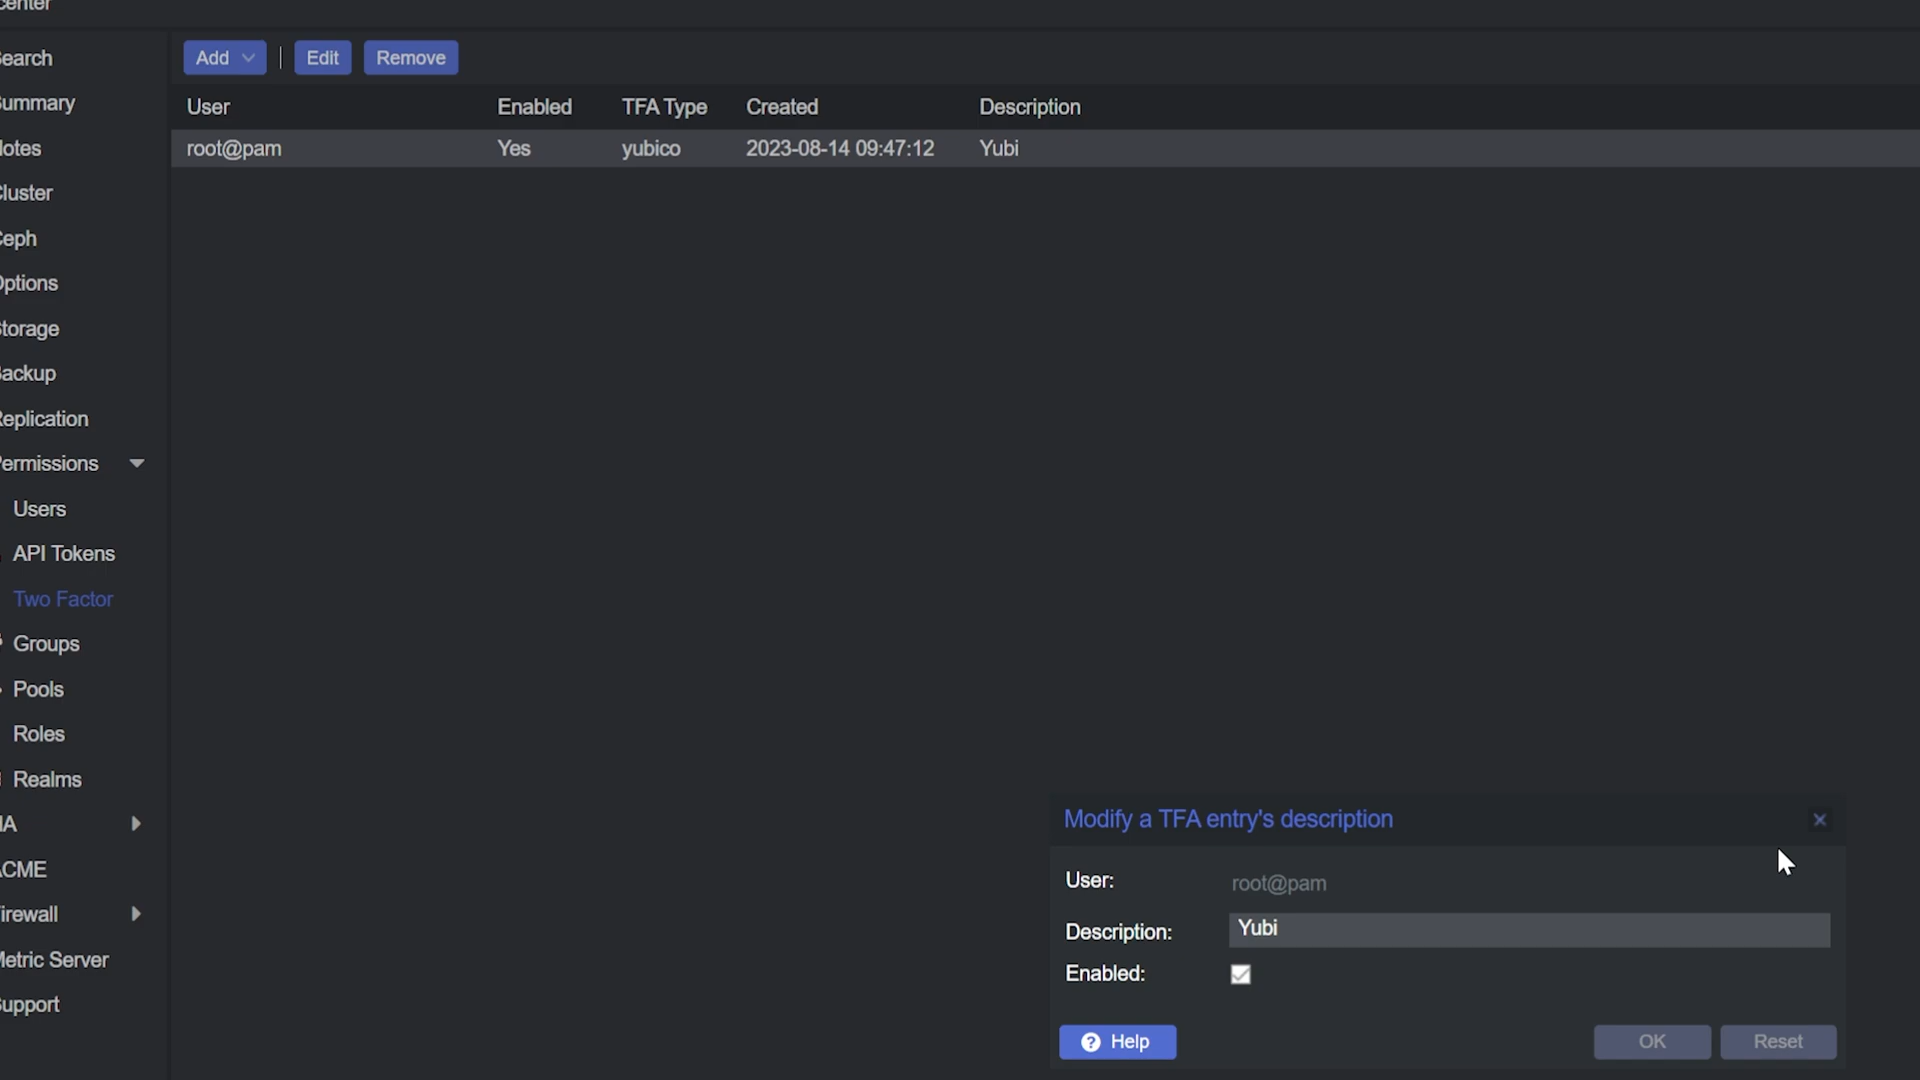 center
earch
ummary
otes
luster
eph
ptions
torage
ackup
eplication
ermissions
Users
API Tokens
Two Factor
Groups
Pools
Roles
Realms
IA
CME
irewall
etric Server
upport
Add
Edit
Remove
User Enabled TFA Type Created Description
root@pam Yes yubico 2023-08-14 09:47:12 Yubi
Modify a TFA entry's description
User: root@pam
Description: Yubi
Enabled:
? Help
OK
Reset